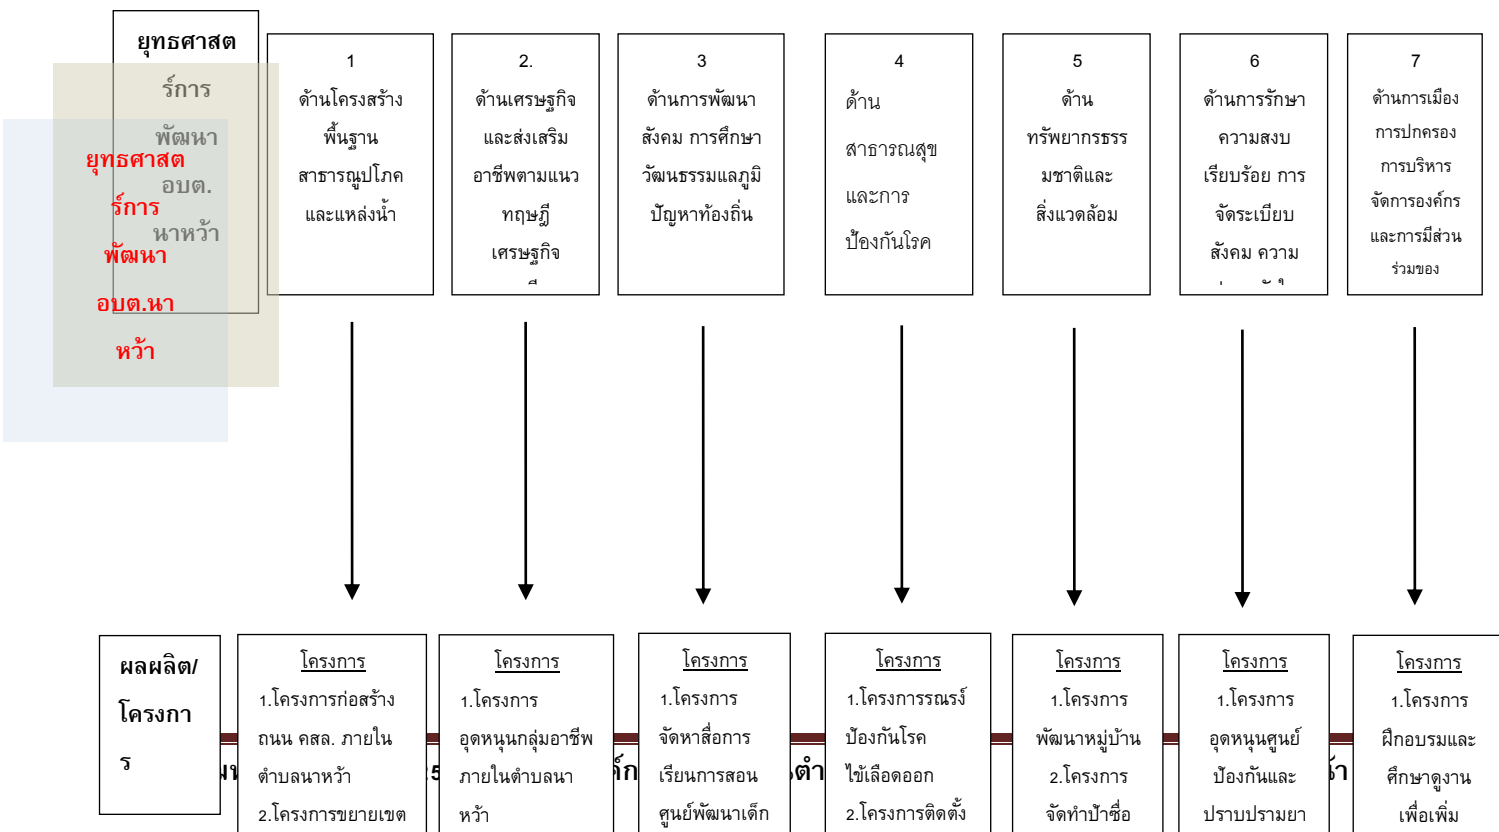 ยุทธศาสต
ร์การ
พัฒนา
อบต.
นาหว้า
ยุทธศาสต
ร์การ
พัฒนา
อบต.นา
หว้า
1
ด้านโครงสร้าง
พื้นฐาน
สาธารณูปโภค
และแหล่งน้ำ
2.
ด้านเศรษฐกิจ
และส่งเสริม
อาชีพตามแนว
ทฤษฎี
เศรษฐกิจ
3
ด้านการพัฒนา
สังคม การศึกษา
วัฒนธรรมแลภูมิ
ปัญหาท้องถิ่น
4
ด้าน
สาธารณสุข
และการ
ป้องกันโรค
5
ด้าน
ทรัพยากรธรร
มชาติและ
สิ่งแวดล้อม
6
ด้านการรักษา
ความสงบ
เรียบร้อย การ
จัดระเบียบ
สังคม ความ
7
ด้านการเมือง
การปกครอง
การบริหาร
จัดการองค์กร
และการมีส่วน
ร่วมของ
ผลผลิต/
โครงกา
ร
โครงการ
1.โครงการก่อสร้าง
ถนน คสล. ภายใน
ตำบลนาหว้า
2.โครงการขยายเขต
โครงการ
1.โครงการ
อุดหนุนกลุ่มอาชีพ
ภายในตำบลนา
หว้า
โครงการ
1.โครงการ
จัดหาสื่อการ
เรียนการสอน
ศูนย์พัฒนาเด็ก
โครงการ
1.โครงการรณรง์
ป้องกันโรค
ไข้เลือดออก
2.โครงการติดตั้ง
โครงการ
1.โครงการ
พัฒนาหมู่บ้าน
2.โครงการ
จัดทำป้าชื่อ
โครงการ
1.โครงการ
อุดหนุนศูนย์
ป้องกันและ
ปราบปรามยา
โครงการ
1.โครงการ
ฝึกอบรมและ
ศึกษาดูงาน
เพื่อเพิ่ม